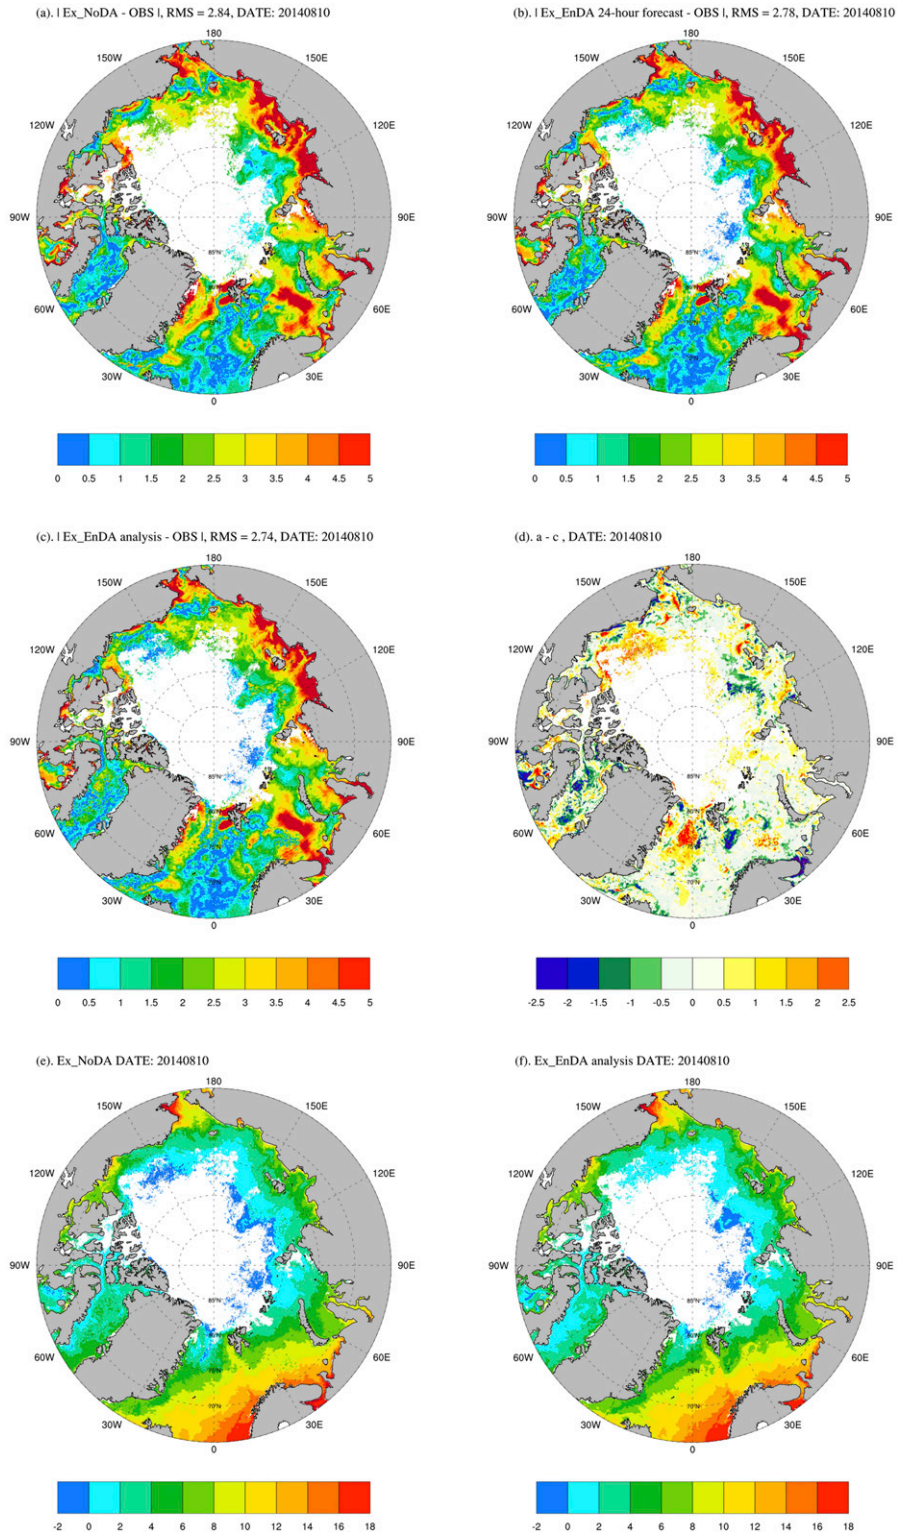 (a). | Ex_NoDA - OBS |, RMS = 2.84, DATE: 20140810
(b). | Ex_EnDA 24-hour forecast - OBS |, RMS = 2.78, DATE: 20140810
180
150W 150E
120W 120E
90W 90E
60W 60E
30W 30E
0
85°N
180
150W 150E
120W 120E
90W 90E
60W 60E
30W 30E
0
85°N
0 0.5 1 1.5 2 2.5 3 3.5 4 4.5 5
0 0.5 1 1.5 2 2.5 3 3.5 4 4.5 5
(c). | Ex_EnDA analysis - OBS |, RMS = 2.74, DATE: 20140810
(d). a - c , DATE: 20140810
180
150W 150E
120W 120E
90W 90E
60W 60E
30W 30E
0
85°N
180
150W 150E
120W 120E
90W 90E
60W 60E
30W 30E
0
85°N
70°N
0 0.5 1 1.5 2 2.5 3 3.5 4 4.5 5
-2.5 -2 -1.5 -1 -0.5 0 0.5 1 1.5 2 2.5
(e). Ex_NoDA DATE: 20140810
(f). Ex_EnDA analysis DATE: 20140810
180
150W 150E
120W 120E
90W 90E
60W 60E
30W 30E
0
85°N
70°N
180
150W 150E
120W 120E
90W 90E
60W 60E
30W 30E
0
85°N
70°N
-2 0 2 4 6 8 10 12 14 16 18
-2 0 2 4 6 8 10 12 14 16 18